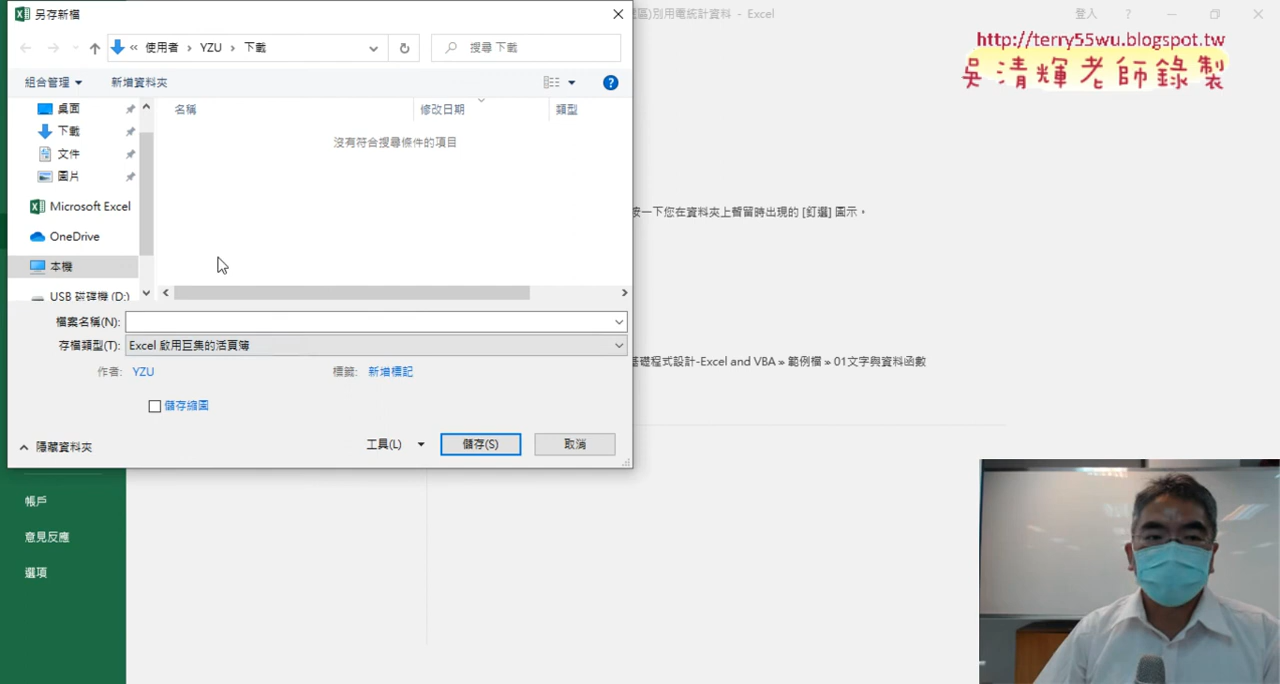 另存新檔
(區)別用電統計資料 - Excel
登入
?
http://terry55wu.blogspot.tw
吳清輝老師錄製
« 使用者 › YZU › 下載
搜尋 下載
組合管理
新增資料夾
桌面
下載
文件
圖片
Microsoft Excel
OneDrive
本機
USB 磁碟機 (D:)
名稱
修改日期
類型
沒有符合搜尋條件的項目
按一下您在資料夾上暫留時出現的 [釘選] 圖示。
檔案名稱(N):
存檔類型(T):
Excel 啟用巨集的活頁簿
基礎程式設計-Excel and VBA » 範例檔 » 01文字與資料函數
作者: YZU
標籤: 新增標記
儲存縮圖
隱藏資料夾
工具(L)
儲存(S)
取消
帳戶
意見反應
選項